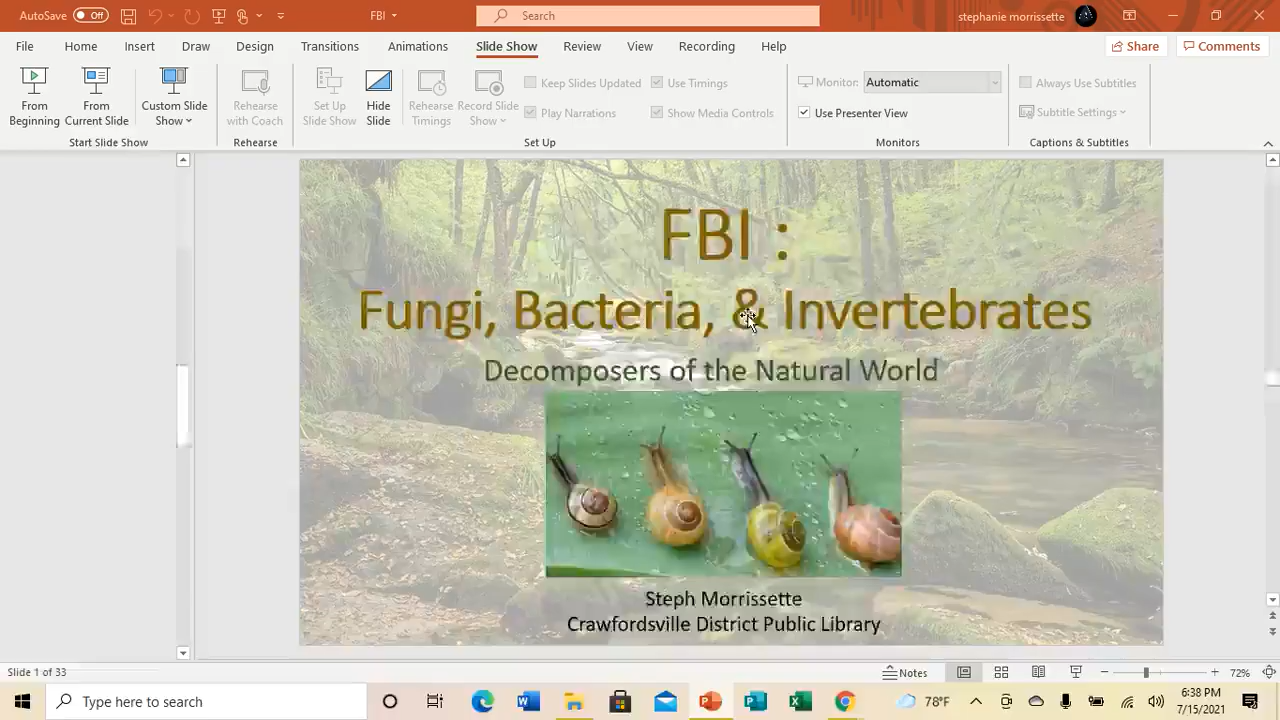 AutoSave Off FBI Search stephanie morrissette
File Home Insert Draw Design Transitions Animations Slide Show Review View Recording Help Share Comments
From Beginning
From Current Slide
Custom Slide Show
Rehearse with Coach
Set Up Slide Show
Hide Slide
Rehearse Timings
Record Slide Show
Keep Slides Updated
Play Narrations
Use Timings
Show Media Controls
Monitor: Automatic
Use Presenter View
Always Use Subtitles
Subtitle Settings
Start Slide Show Rehearse Set Up Monitors Captions & Subtitles
FBI :
Fungi, Bacteria, & Invertebrates
Decomposers of the Natural World
Steph Morrissette
Crawfordsville District Public Library
Slide 1 of 33 Notes 72%
Type here to search 78°F 6:38 PM
7/15/2021